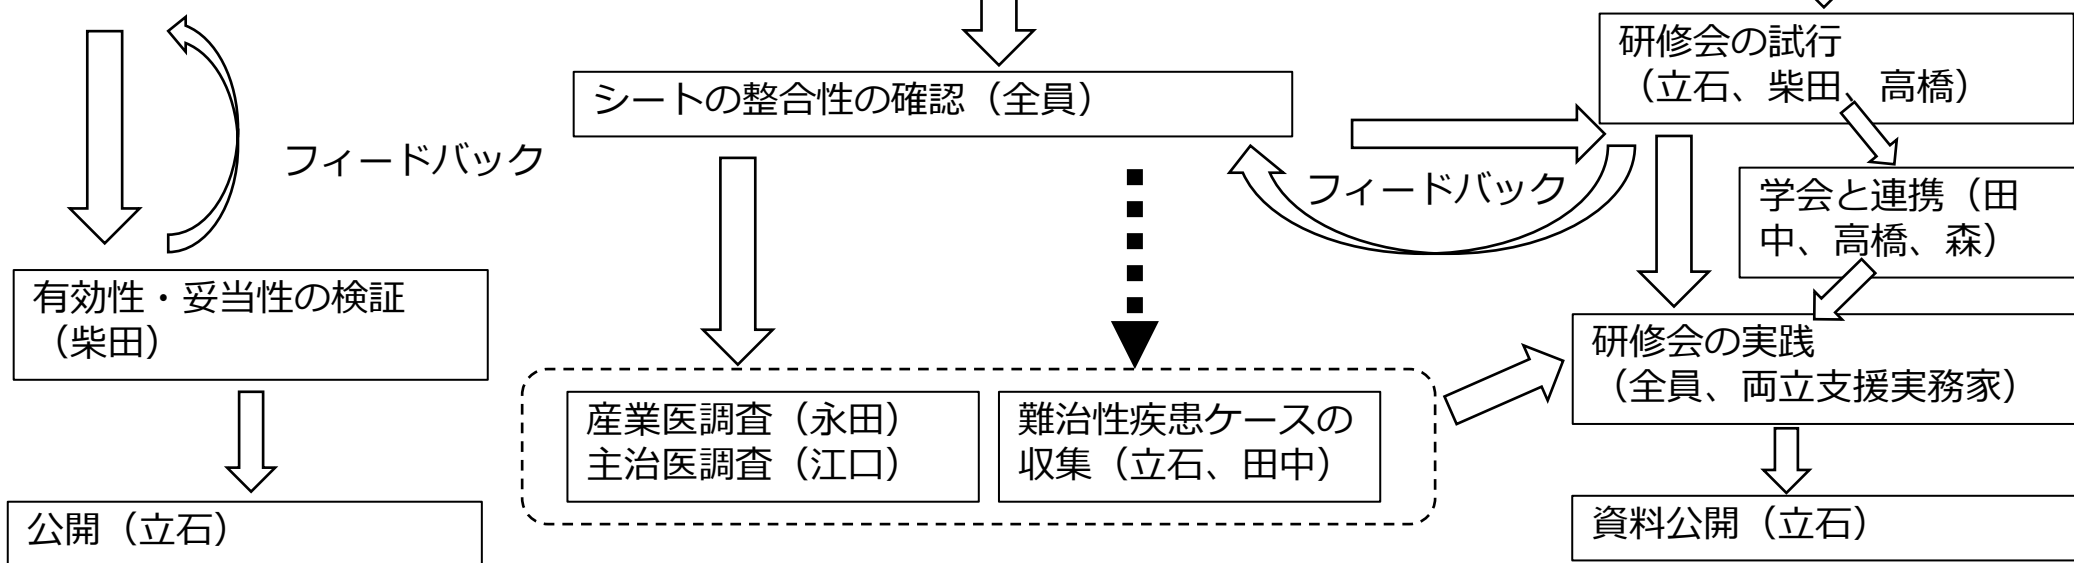 フィードバック
有効性・妥当性の検証
（柴田）
公開（立石）
シートの整合性の確認（全員）
フィードバック
産業医調査（永田）
主治医調査（江口）
難治性疾患ケースの
収集（立石、田中）
研修会の試行
（立石、柴田、高橋）
学会と連携（田
中、高橋、森）
研修会の実践
（全員、両立支援実務家）
資料公開（立石）